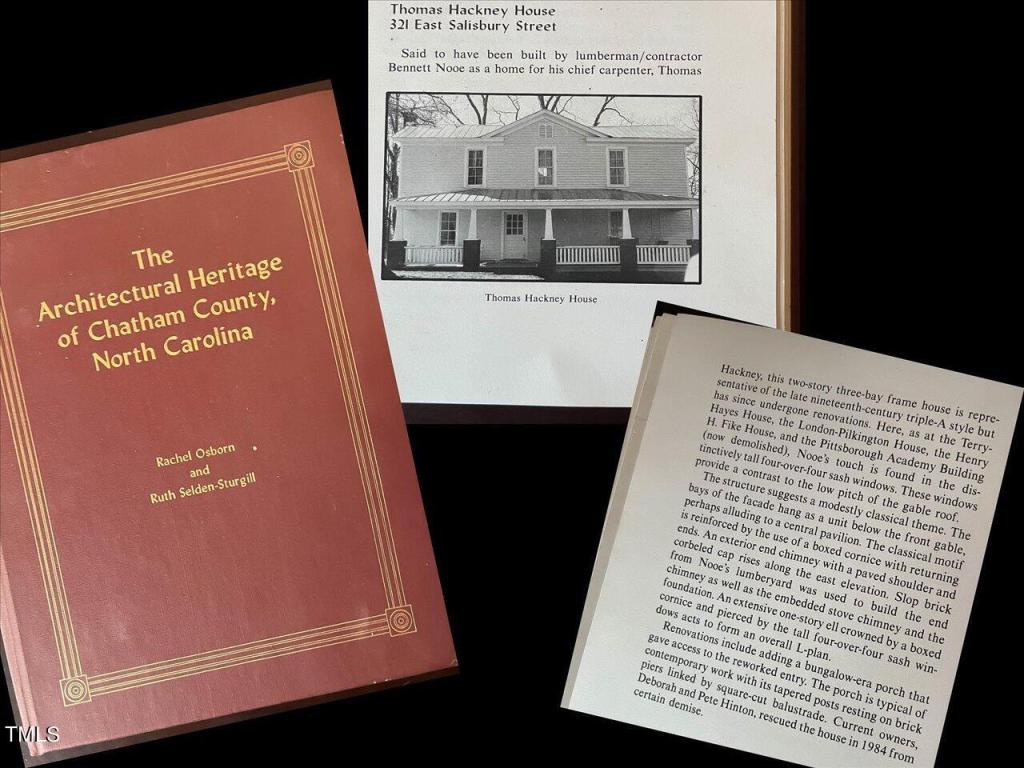 The
Architectural Heritage
of Chatham County,
North Carolina
Rachel Osborn
and
Ruth Selden-Sturgill
Thomas Hackney House
321 East Salisbury Street
Said to have been built by lumberman/contractor
Bennett Nooe as a home for his chief carpenter, Thomas
Thomas Hackney House
Hackney, this two-story three-bay frame house is repre-
sentative of the late nineteenth-century triple-A style but
has since undergone renovations. Here, as at the Terry-
Hayes House, the London-Pilkington House, the Henry
H. Fike House, and the Pittsboro Academy Building
(now demolished), Nooe's touch is found in the dis-
tinctively tall four-over-four sash windows. These windows
provide a contrast to the low pitch of the gable roof.
The structure suggests a modestly classical theme. The
bays of the facade hang as a unit below the front gable,
perhaps alluding to a central pavilion. The classical motif
is reinforced by the use of a boxed cornice with returning
ends. An exterior end chimney with a paved shoulder and
corbeled cap rises along the east elevation. Slop brick
from Nooe's lumberyard was used to build the end
chimney as well as the embedded stove chimney and the
foundation. An extensive one-story ell crowned by a boxed
cornice and pierced by the tall four-over-four sash win-
dows acts to form an overall L-plan.
Renovations include adding a bungalow-era porch that
gave access to the reworked entry. The porch is typical of
contemporary work with its tapered posts resting on brick
piers linked by square-cut balustrade. Current owners,
Deborah and Pete Hinton, rescued the house in 1984 from
certain demise.
TMLS